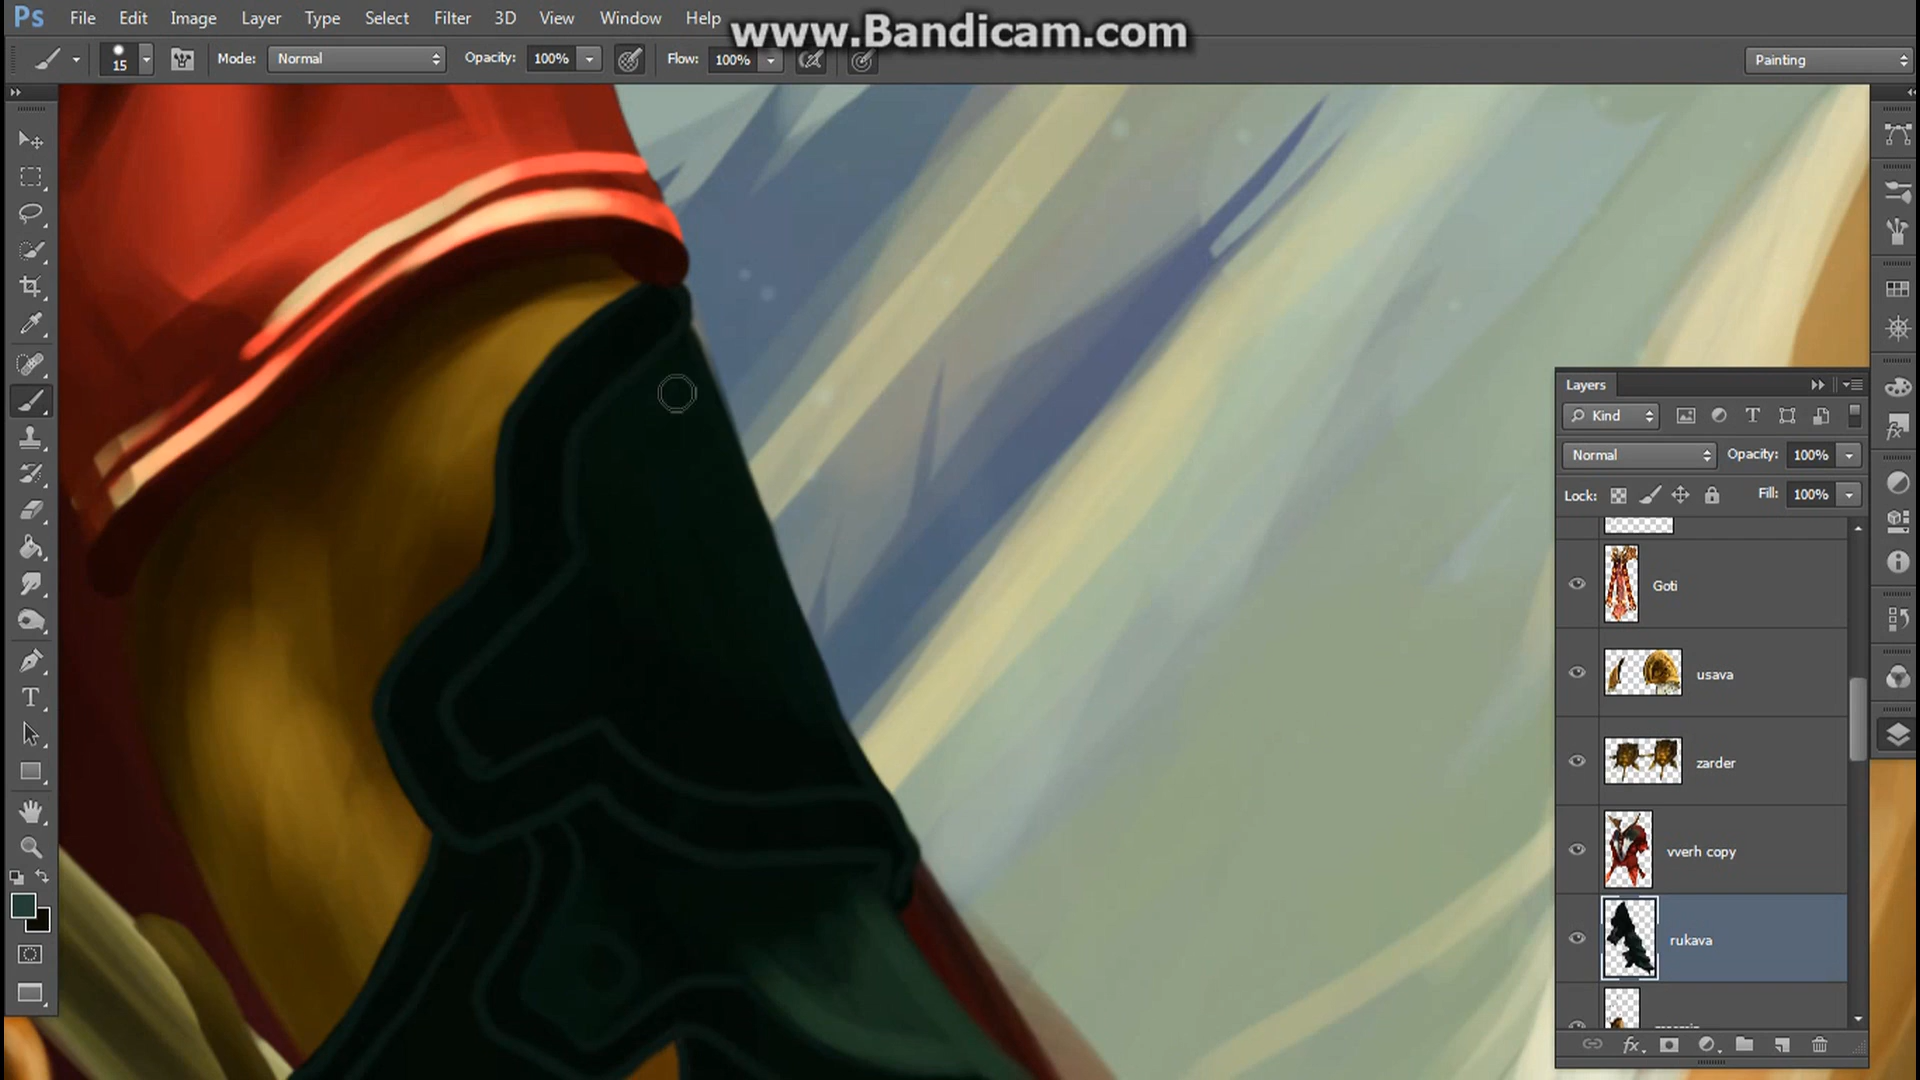 Ps File Edit Image Layer Type Select Filter 3D View Window Help
www.Bandicam.com
15 Mode: Normal Opacity: 100% Flow: 100% Painting
Layers
Kind
Normal Opacity: 100%
Lock: Fill: 100%
Goti
usava
zarder
vverh copy
rukava